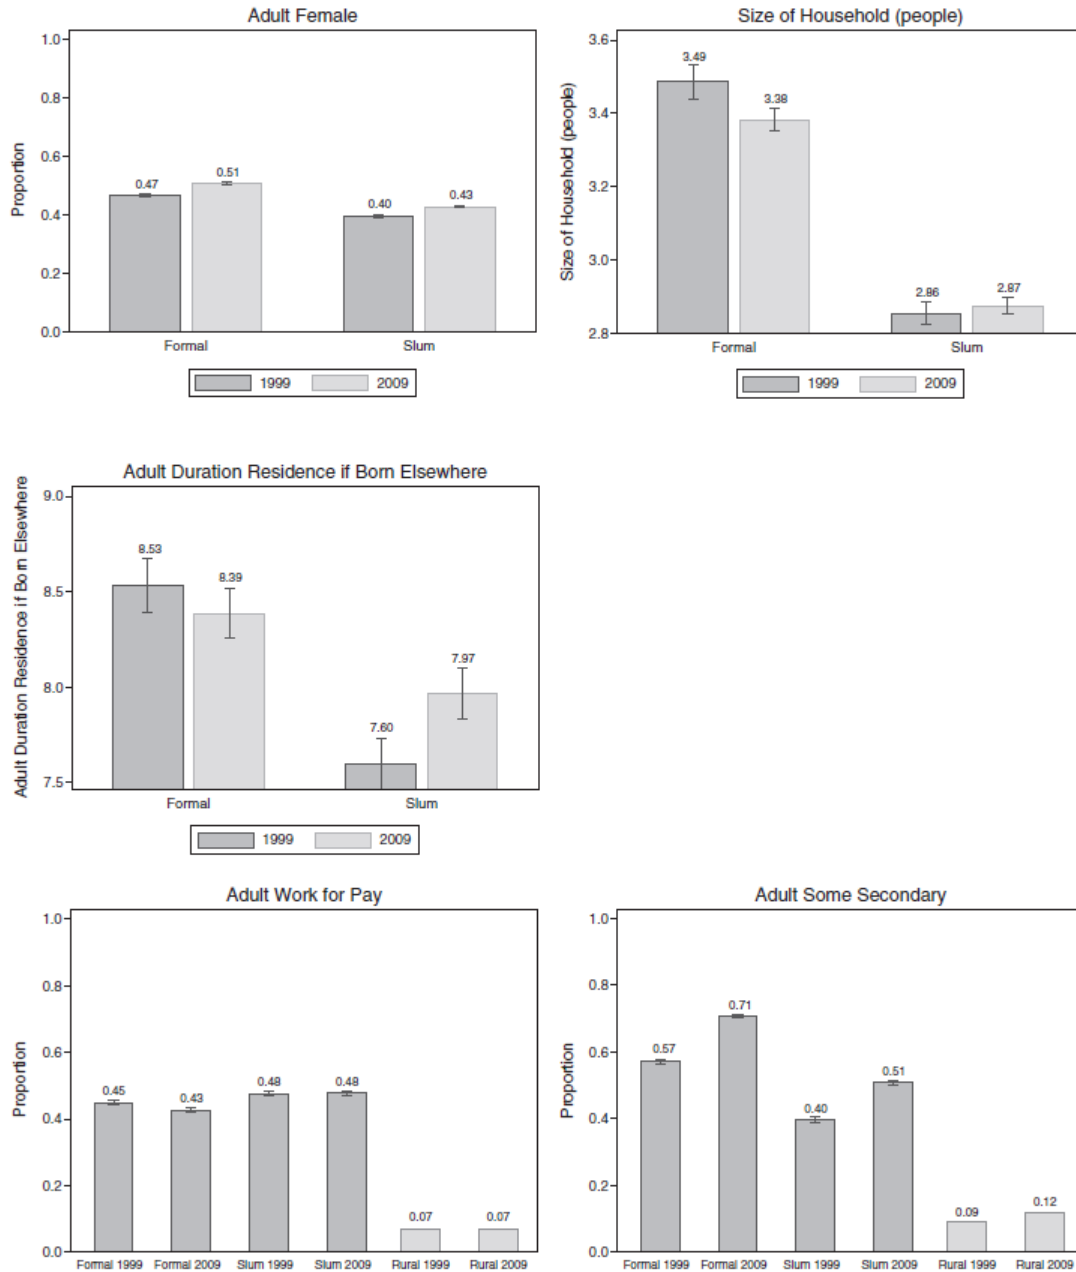 Adult Female
1.0
0.8
0.6
0.4
0.2
0.0
Proportion
0.47
0.51
0.40
0.43
Formal
Slum
1999
2009
Size of Household (people)
3.6
3.4
3.2
3.0
2.8
Size of Household (people)
3.49
3.38
2.86
2.87
Formal
Slum
1999
2009
Adult Duration Residence if Born Elsewhere
9.0
8.5
8.0
7.5
Adult Duration Residence if Born Elsewhere
8.53
8.39
7.60
7.97
Formal
Slum
1999
2009
Adult Work for Pay
1.0
0.8
0.6
0.4
0.2
0.0
Proportion
0.45
0.43
0.48
0.48
0.07
0.07
Formal 1999
Formal 2009
Slum 1999
Slum 2009
Rural 1999
Rural 2009
Adult Some Secondary
1.0
0.8
0.6
0.4
0.2
0.0
Proportion
0.57
0.71
0.40
0.51
0.09
0.12
Formal 1999
Formal 2009
Slum 1999
Slum 2009
Rural 1999
Rural 2009